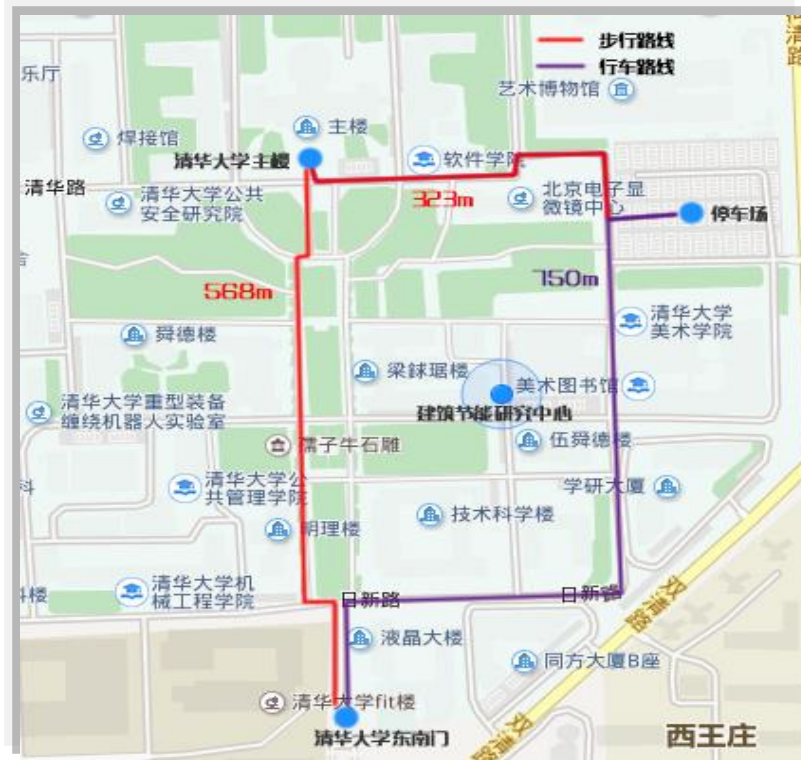 步行路线
行车路线
乐厅
艺术博物馆
焊接馆
主楼
清华大学主楼
软件学院
清华路
清华大学公共
安全研究院
323m
北京电子显
微镜中心
停车场
568m
750m
清华大学
美术学院
舜德楼
梁銶琚楼
美术图书馆
清华大学重型装备
缠绕机器人实验室
建筑节能研究中心
孺子牛石雕
伍舜德楼
清华大学公
共管理学院
学研大厦
科
明理楼
技术科学楼
清华大学机
械工程学院
日新路
日新路
双清路
液晶大楼
同方大厦B座
清华大学fit楼
双清路
清华大学东南门
西王庄